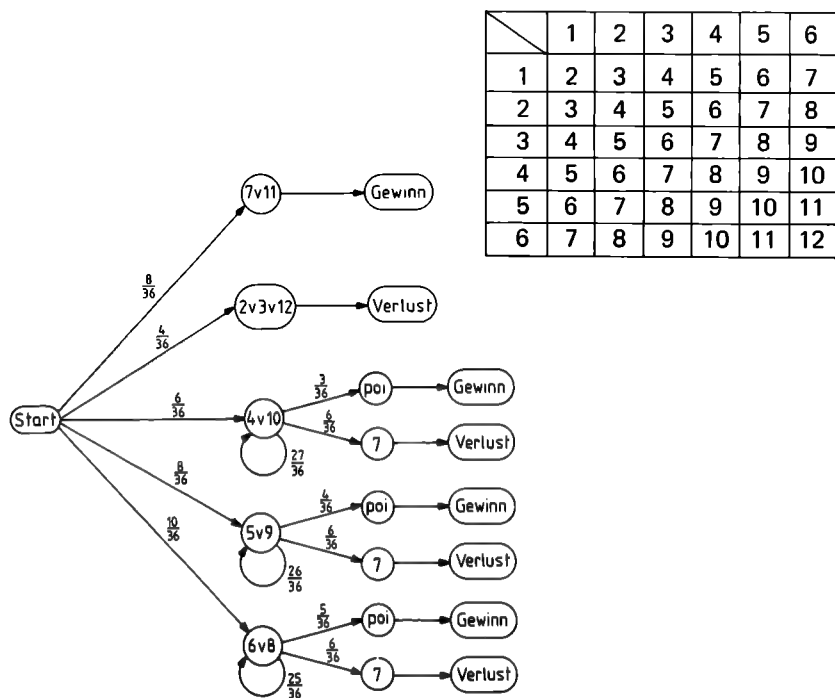 1 2 3 4 5 6
1 2 3 4 5 6 7
2 3 4 5 6 7 8
3 4 5 6 7 8 9
4 5 6 7 8 9 10
5 6 7 8 9 10 11
6 7 8 9 10 11 12
Start
8/36
7v11
Gewinn
4/36
2v3v12
Verlust
6/36
4v10
3/36
poi
Gewinn
6/36
7
Verlust
27/36
8/36
5v9
4/36
poi
Gewinn
6/36
7
Verlust
26/36
10/36
6v8
5/36
poi
Gewinn
6/36
7
Verlust
25/36